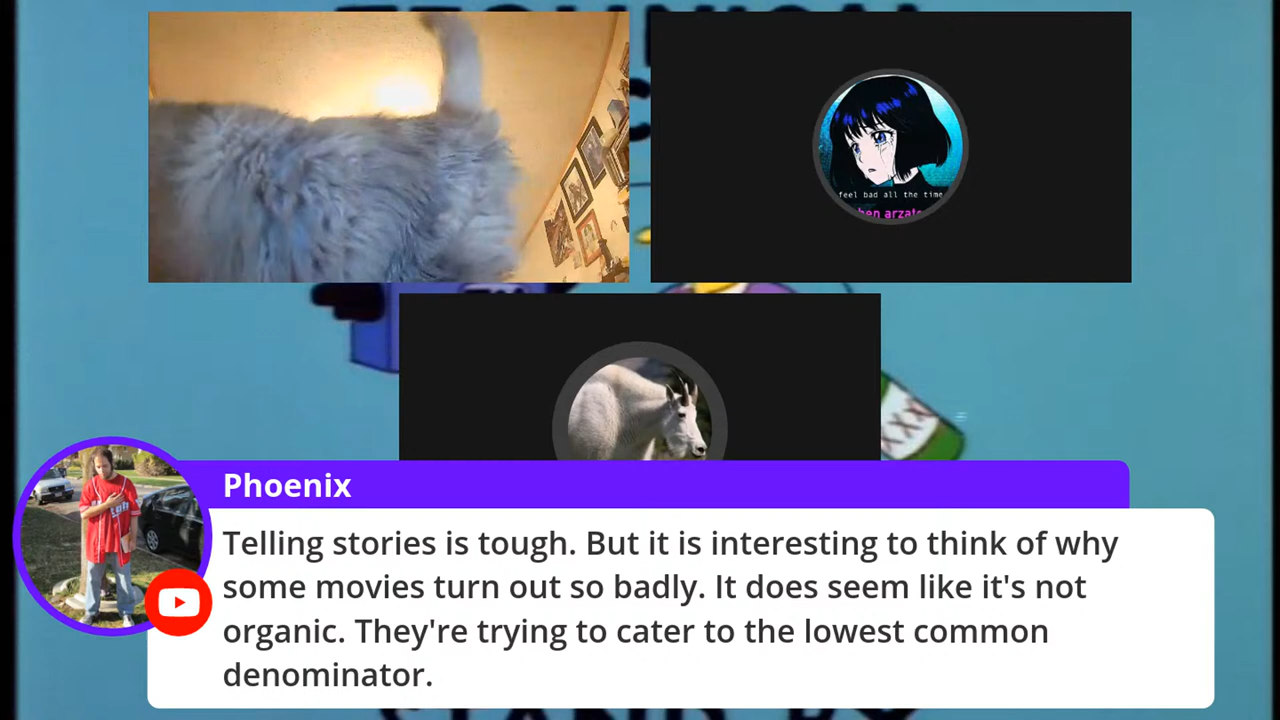 feel bad all the time
Phoenix
Telling stories is tough. But it is interesting to think of why
some movies turn out so badly. It does seem like it's not
organic. They're trying to cater to the lowest common
denominator.
XXX